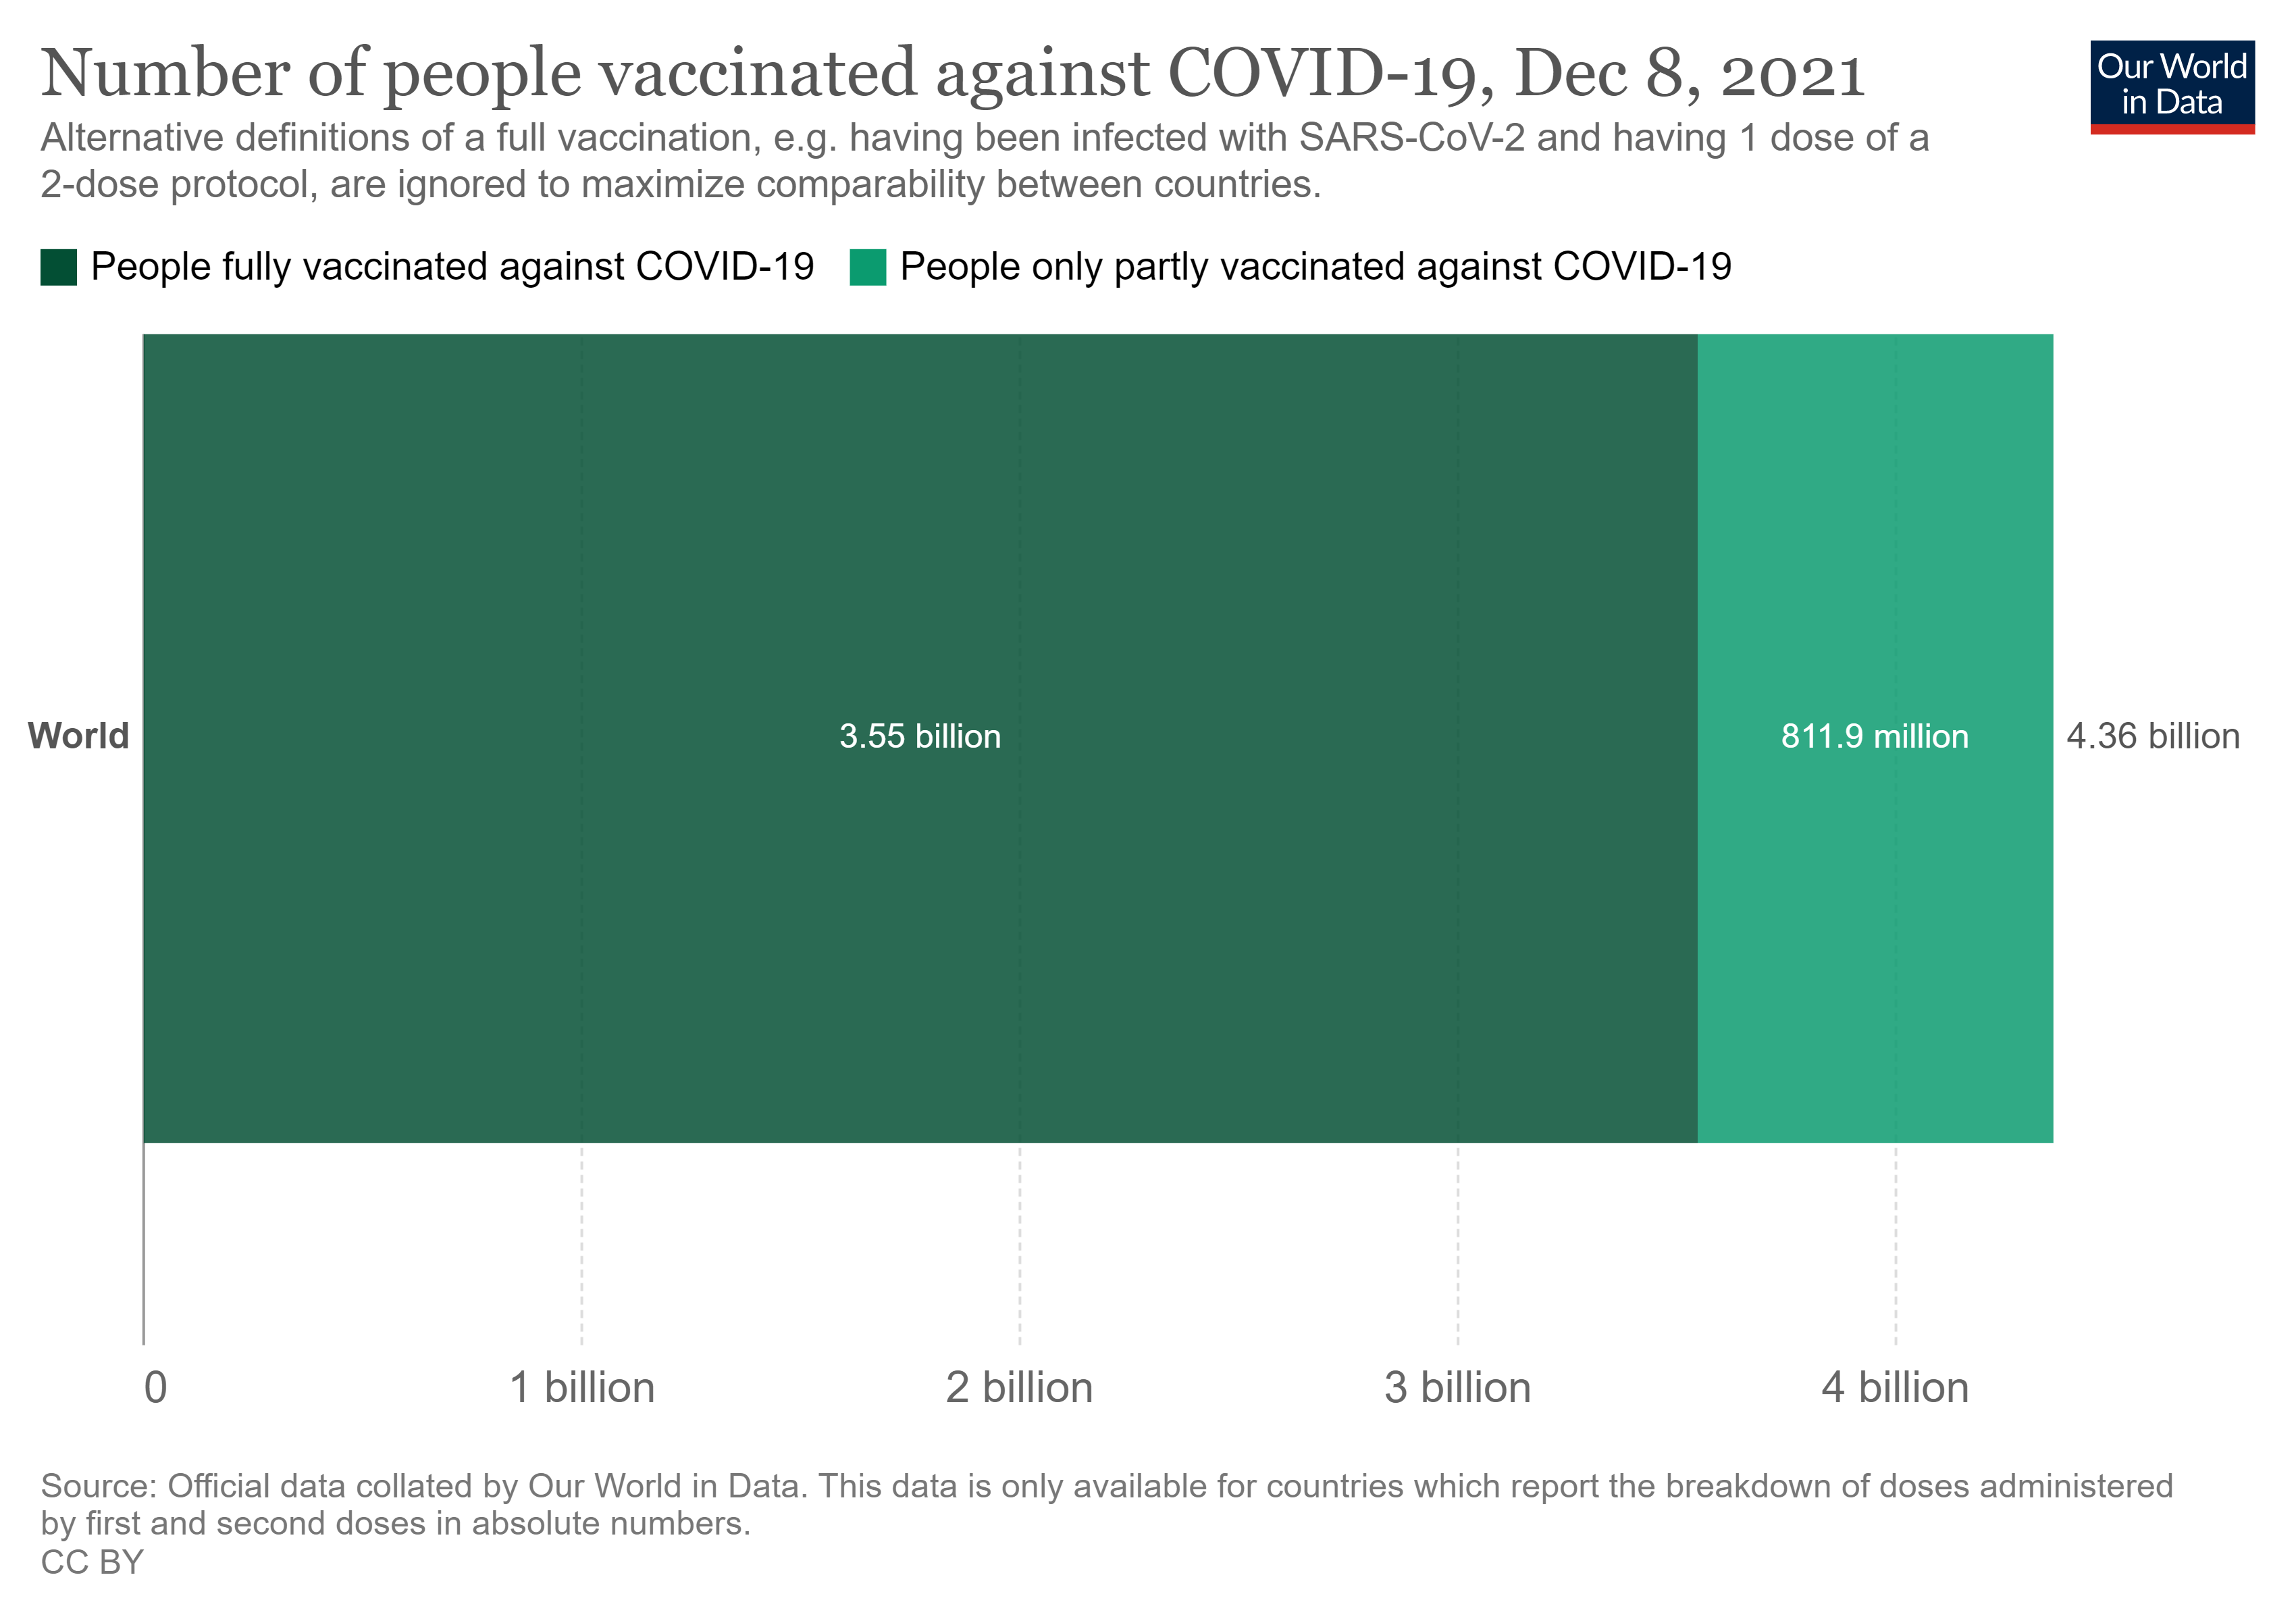 Number of people vaccinated against COVID-19, Dec 8, 2021
Our World
in Data
Alternative definitions of a full vaccination, e.g. having been infected with SARS-CoV-2 and having 1 dose of a
2-dose protocol, are ignored to maximize comparability between countries.
People fully vaccinated against COVID-19 People only partly vaccinated against COVID-19
World 3.55 billion 811.9 million 4.36 billion
0 1 billion 2 billion 3 billion 4 billion
Source: Official data collated by Our World in Data. This data is only available for countries which report the breakdown of doses administered
by first and second doses in absolute numbers.
CC BY